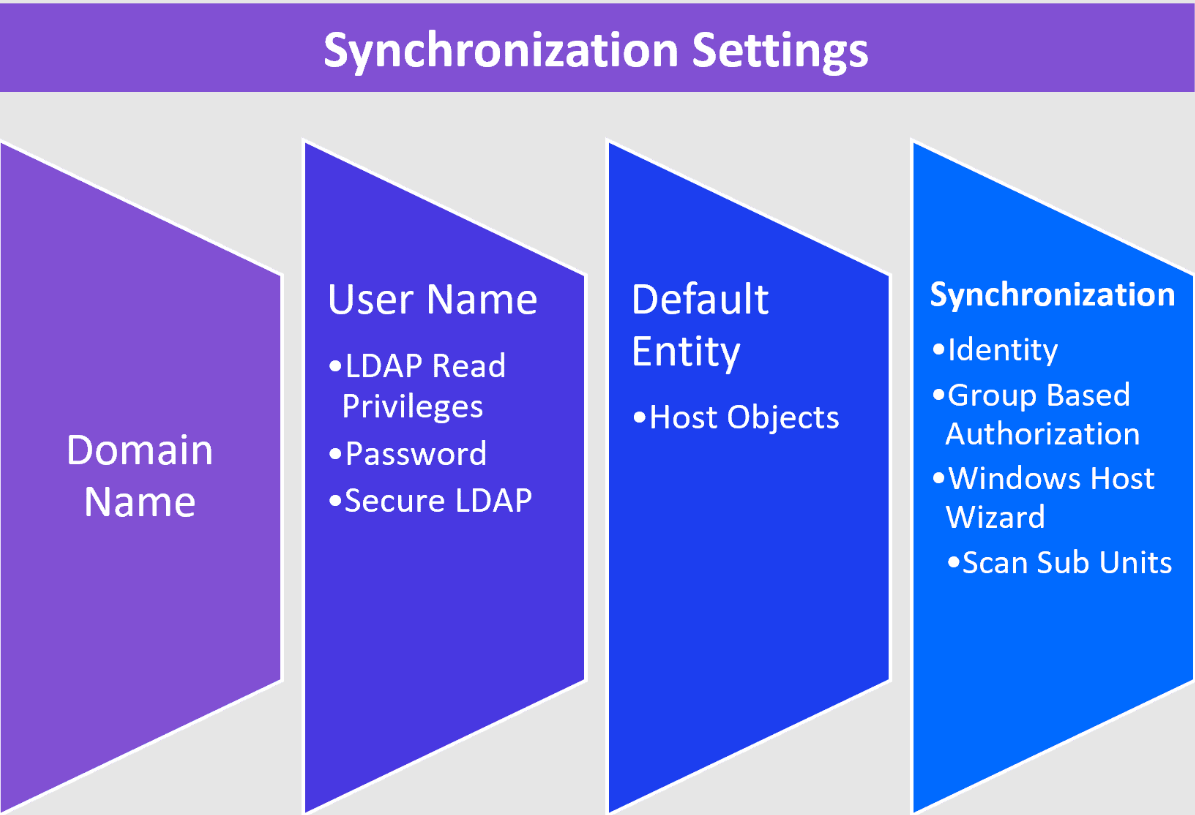 Synchronization Settings
Domain
Name
User Name
•LDAP Read
Privileges
•Password
•Secure LDAP
Default
Entity
•Host Objects
Synchronization
•Identity
•Group Based
Authorization
•Windows Host
Wizard
•Scan Sub Units